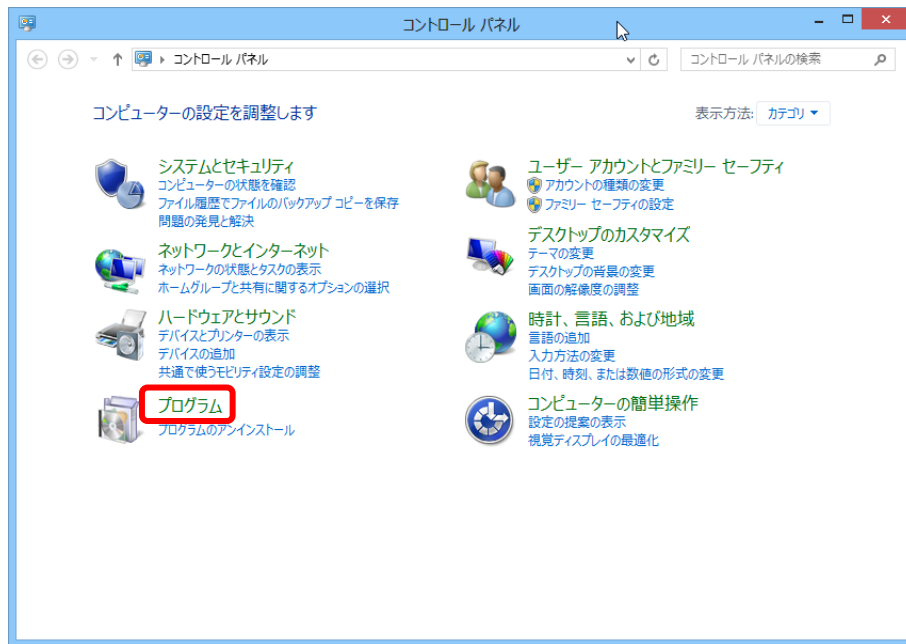 コントロール パネル
コントロール パネル
コントロール パネルの検索
コンピューターの設定を調整します
表示方法: カテゴリ
システムとセキュリティ
コンピューターの状態を確認
ファイル履歴でファイルのバックアップ コピーを保存
問題の発見と解決
ネットワークとインターネット
ネットワークの状態とタスクの表示
ホームグループと共有に関するオプションの選択
ハードウェアとサウンド
デバイスとプリンターの表示
デバイスの追加
共通で使うモビリティ設定の調整
プログラム
プログラムのアンインストール
ユーザー アカウントとファミリー セーフティ
アカウントの種類の変更
ファミリー セーフティの設定
デスクトップのカスタマイズ
テーマの変更
デスクトップの背景の変更
画面の解像度の調整
時計、言語、および地域
言語の追加
入力方法の変更
日付、時刻、または数値の形式の変更
コンピューターの簡単操作
設定の提案の表示
視覚ディスプレイの最適化